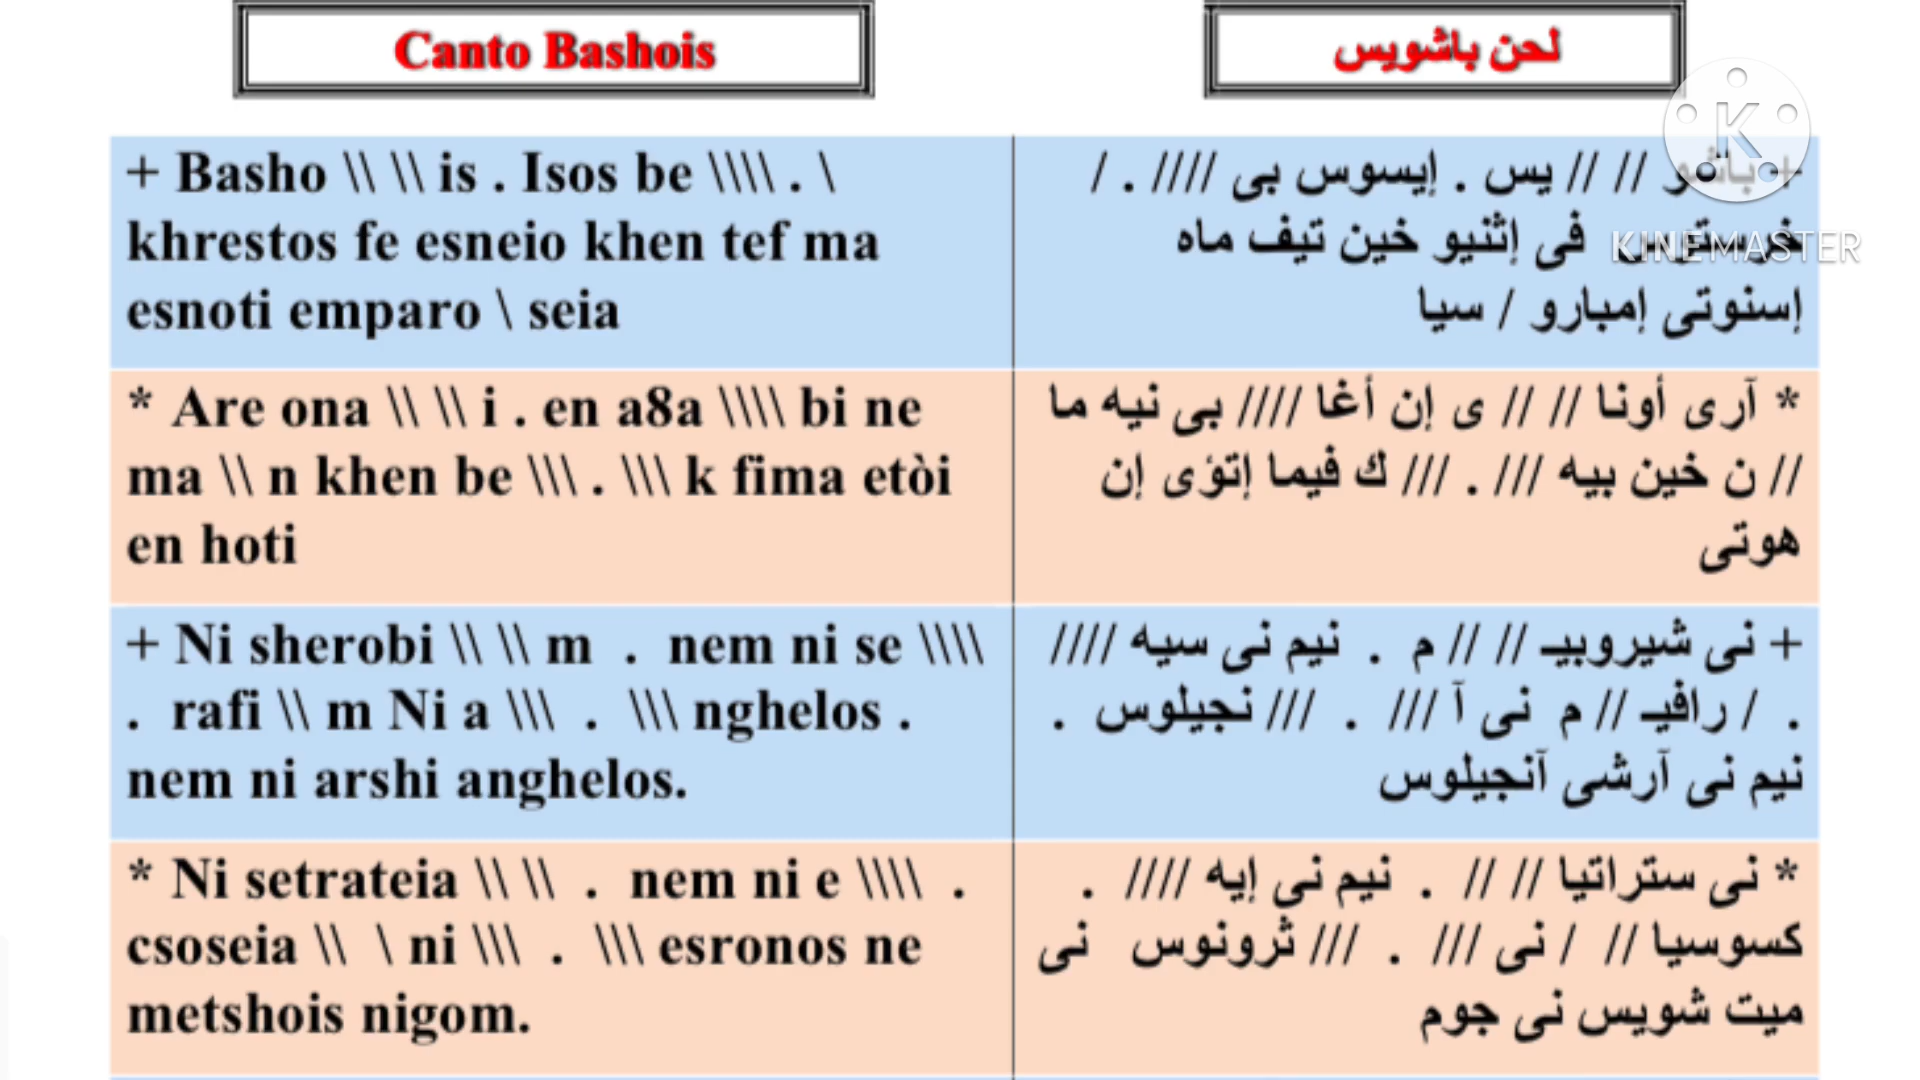 Canto Bashois
لحن باشويس
+ Basho \\ \\ is . Isos be \\\\ . \
khrestos fe esneio khen tef ma
esnoti emparo \ seia
+ باشو // // يس . إيسوس بى //// . /
خرستوس فى إثنيو خين تيف ماه
إسنوتى إمبارو / سيا
* Are ona \\ \\ i . en a8a \\\\ bi ne
ma \\ n khen be \\\ . \\\ k fima etòi
en hoti
* آرى أونا // // ى إن أغا //// بى نيه ما
// ن خين بيه /// . /// ك فيما إتؤى إن
هوتى
+ Ni sherobi \\ \\ m . nem ni se \\\\
. rafi \\ m Ni a \\\ . \\\ nghelos .
nem ni arshi anghelos.
+ نى شيروبيـ // // م . نيم نى سيه ////
. / رافيـ // م نى آ /// . /// نجيلوس .
نيم نى آرشى آنجيلوس
* Ni setrateia \\ \\ . nem ni e \\\\ .
csoseia \\ \ ni \\\ . \\\ esronos ne
metshois nigom.
* نى ستراتيا // // . نيم نى إيه //// .
كسوسيا // / نى /// . /// ثرونوس نى
ميت شويس نى جوم
K
KINEMASTER